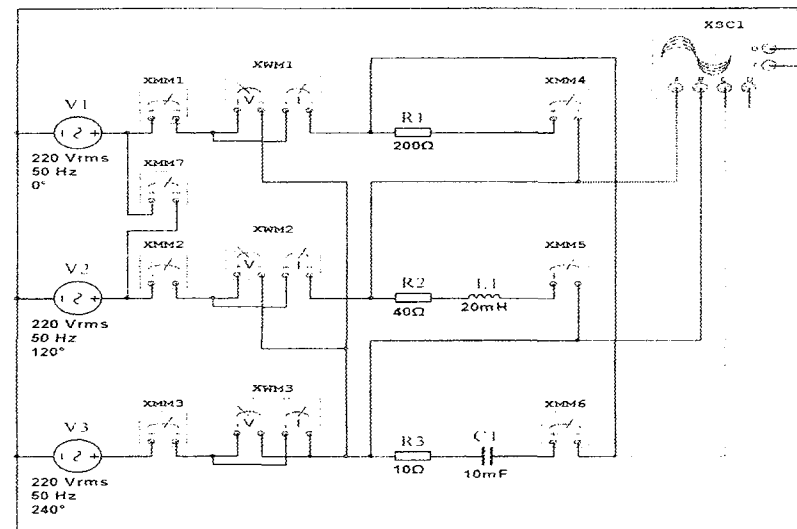 XSC1
XMM1
XWM1
XMM4
V1
R1
200Ω
220 Vrms
50 Hz
0°
XMM7
V2
XMM2
XWM2
XMM5
R2
L1
40Ω
20mH
220 Vrms
50 Hz
120°
V3
XMM3
XWM3
XMM6
R3
C1
10Ω
10mF
220 Vrms
50 Hz
240°